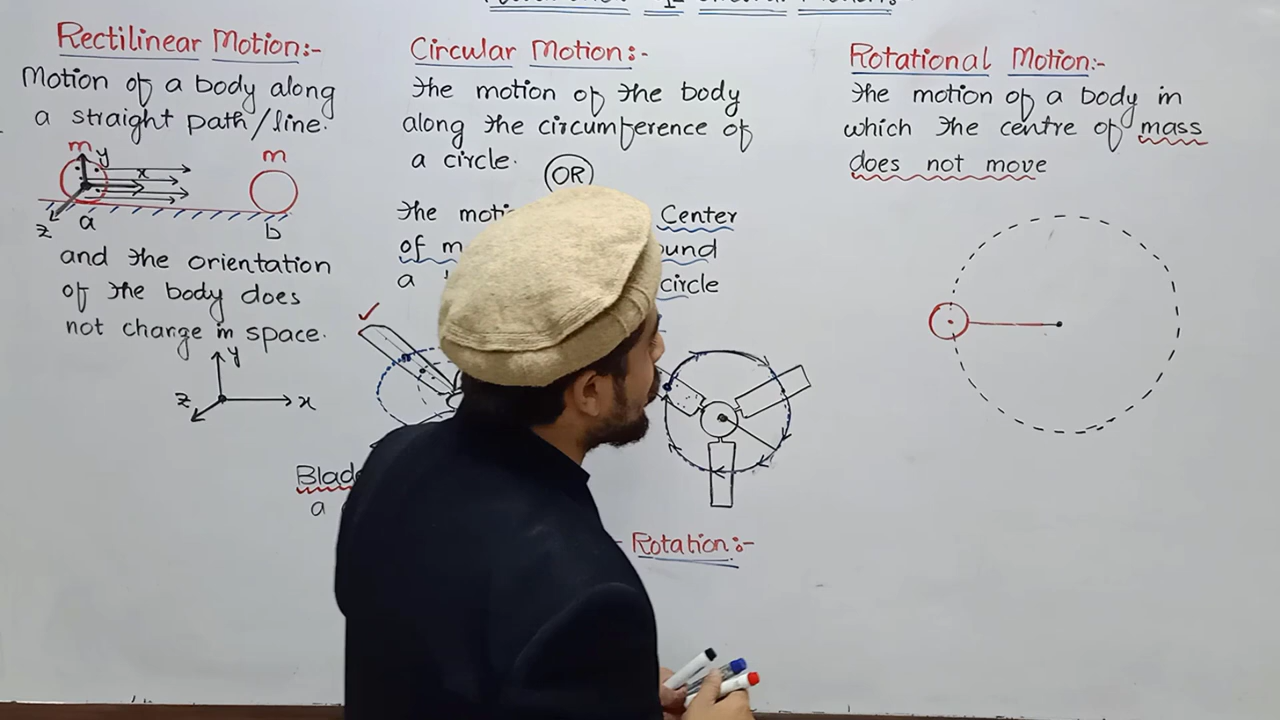 Rectilinear Motion:-
Motion of a body along
a straight path/line.
m
y
x
z
a
m
b
and the orientation
of the body does
not change in space.
y
z
x
Circular Motion:-
The motion of the body
along the circumference of
a circle.
OR
The Center
of
a circle
a
Rotation:-
Rotational Motion:-
The motion of a body in
which the centre of mass
does not move